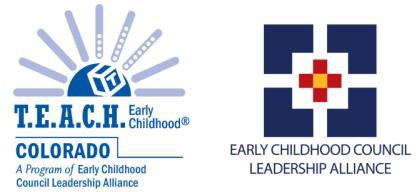 T
T.E.A.C.H. Early
Childhood®
COLORADO
A Program of Early Childhood
Council Leadership Alliance
EARLY CHILDHOOD COUNCIL
LEADERSHIP ALLIANCE